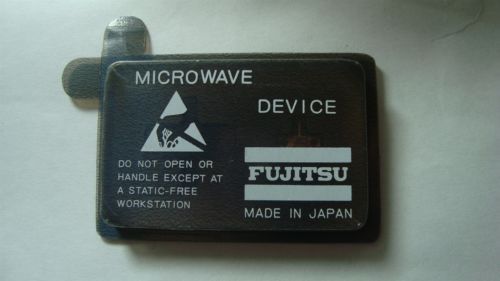 MICROWAVE
DEVICE
DO NOT OPEN OR
HANDLE EXCEPT AT
A STATIC-FREE
WORKSTATION
FUJITSU
MADE IN JAPAN